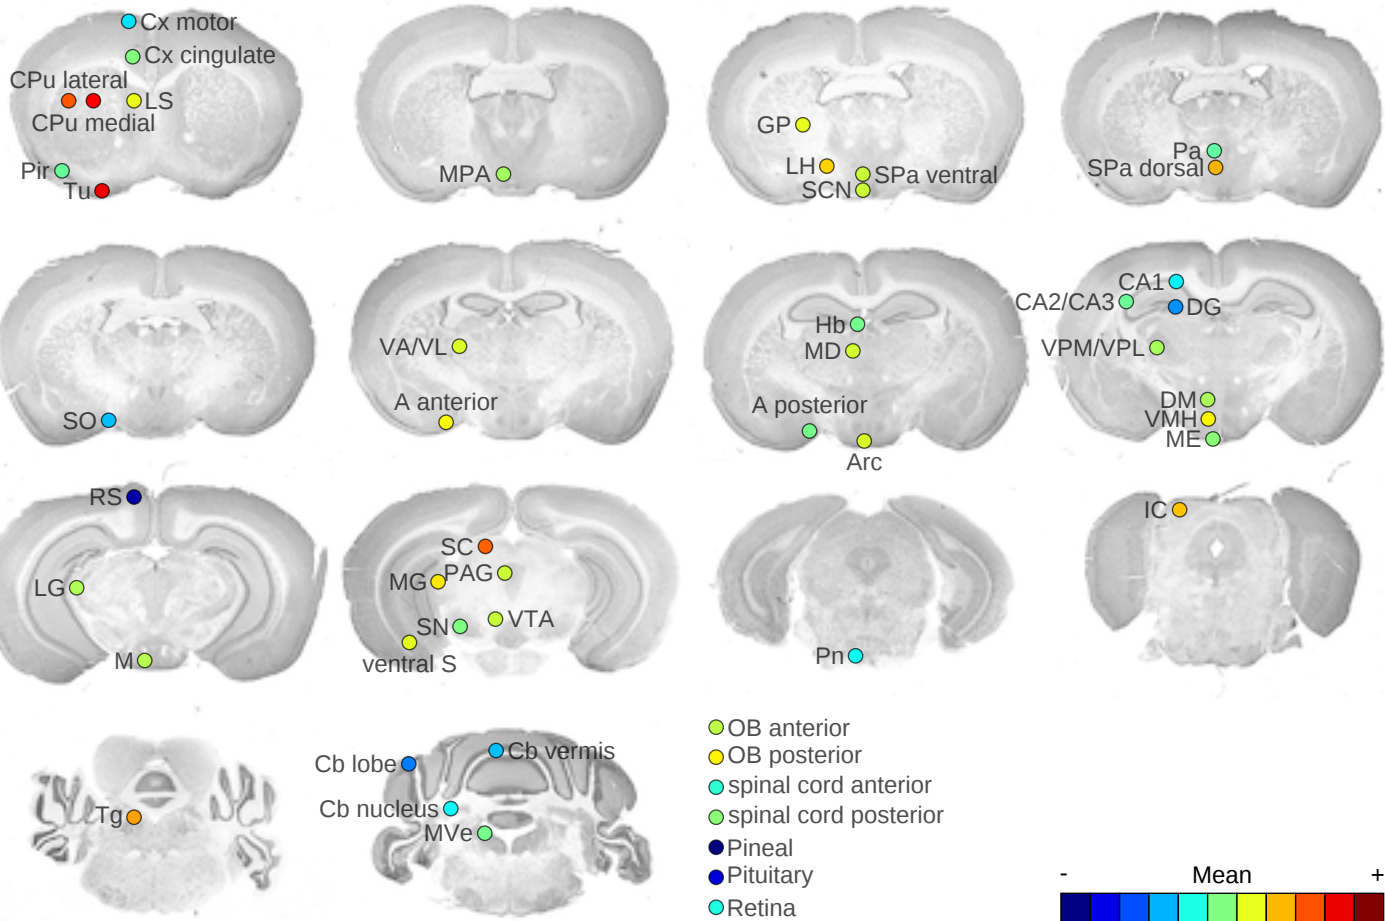 Cx motor
Cx cingulate
CPu lateral
LS
CPu medial
Pir
Tu
MPA
GP
LH
SPa ventral
SCN
Pa
SPa dorsal
SO
VA/VL
A anterior
Hb
MD
A posterior
Arc
CA1
CA2/CA3
DG
VPM/VPL
DM
VMH
ME
RS
LG
M
SC
MG
PAG
SN
VTA
ventral S
Pn
IC
Tg
Cb lobe
Cb vermis
Cb nucleus
MVe
OB anterior
OB posterior
spinal cord anterior
spinal cord posterior
Pineal
Pituitary
Retina
- Mean +